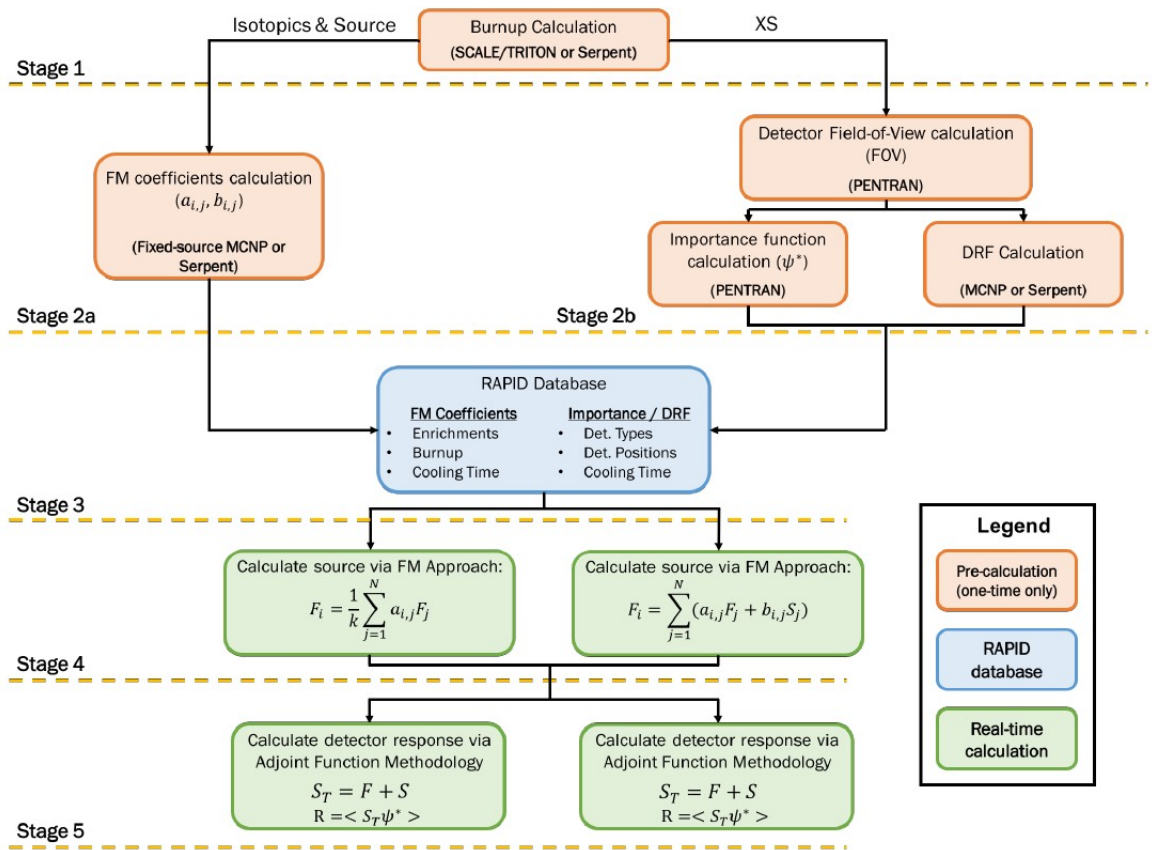 Isotopics & Source
Burnup Calculation
(SCALE/TRITON or Serpent)
XS
Stage 1
FM coefficients calculation
(a_{i,j}, b_{i,j})
(Fixed-source MCNP or
Serpent)
Detector Field-of-View calculation
(FOV)
(PENTRAN)
Importance function
calculation (ψ*)
(PENTRAN)
DRF Calculation
(MCNP or Serpent)
Stage 2a
Stage 2b
RAPID Database
FM Coefficients
• Enrichments
• Burnup
• Cooling Time
Importance / DRF
• Det. Types
• Det. Positions
• Cooling Time
Stage 3
Calculate source via FM Approach:
F_i = \frac{1}{k} \sum_{j=1}^{N} a_{i,j} F_j
Calculate source via FM Approach:
F_i = \sum_{j=1}^{N} (a_{i,j} F_j + b_{i,j} S_j)
Stage 4
Calculate detector response via
Adjoint Function Methodology
S_T = F + S
R =< S_T ψ* >
Calculate detector response via
Adjoint Function Methodology
S_T = F + S
R =< S_T ψ* >
Stage 5
Legend
Pre-calculation
(one-time only)
RAPID
database
Real-time
calculation